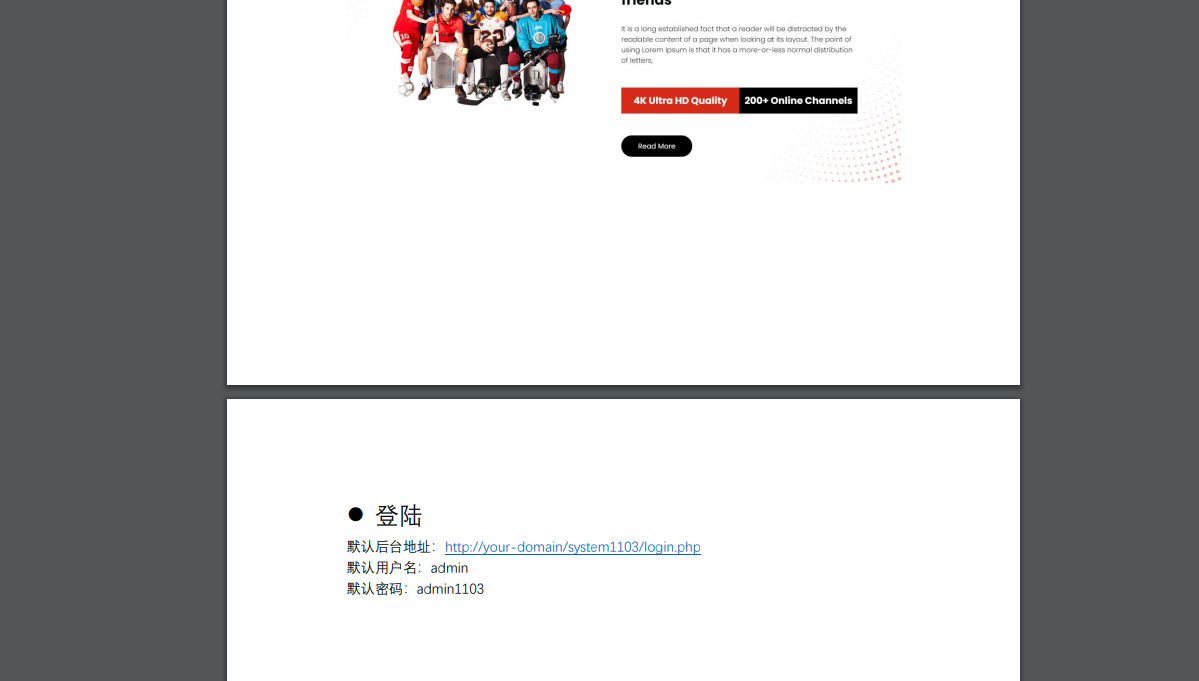 friends
It is a long established fact that a reader will be distracted by the
readable content of a page when looking at its layout. The point of
using Lorem Ipsum is that it has a more-or-less normal distribution
of letters,
4K Ultra HD Quality 200+ Online Channels
Read More
● 登陆
默认后台地址：http://your-domain/system1103/login.php
默认用户名：admin
默认密码：admin1103